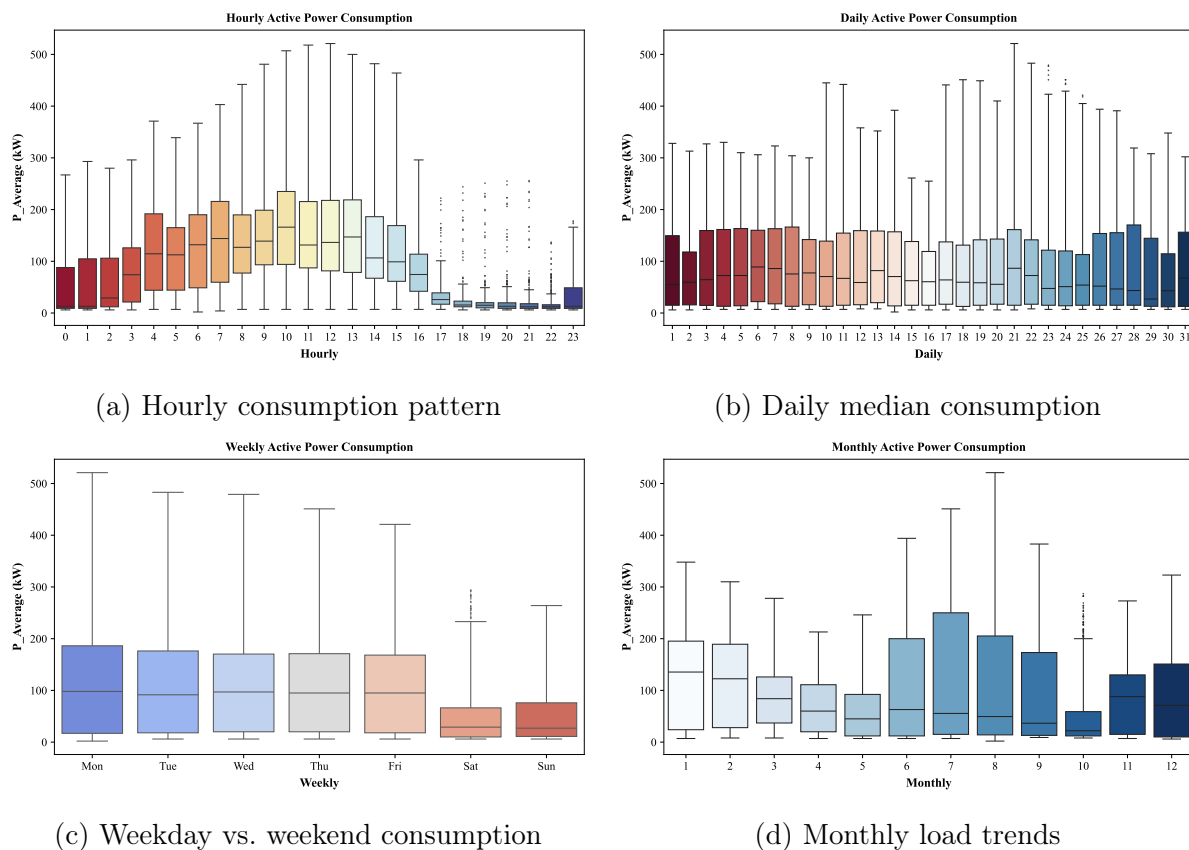 Hourly Active Power Consumption
500
400
300
200
100
0
P_Average (kW)
0 1 2 3 4 5 6 7 8 9 10 11 12 13 14 15 16 17 18 19 20 21 22 23
Hourly
(a) Hourly consumption pattern
Daily Active Power Consumption
500
400
300
200
100
0
P_Average (kW)
1 2 3 4 5 6 7 8 9 10 11 12 13 14 15 16 17 18 19 20 21 22 23 24 25 26 27 28 29 30 31
Daily
(b) Daily median consumption
Weekly Active Power Consumption
500
400
300
200
100
0
P_Average (kW)
Mon Tue Wed Thu Fri Sat Sun
Weekly
(c) Weekday vs. weekend consumption
Monthly Active Power Consumption
500
400
300
200
100
0
P_Average (kW)
1 2 3 4 5 6 7 8 9 10 11 12
Monthly
(d) Monthly load trends